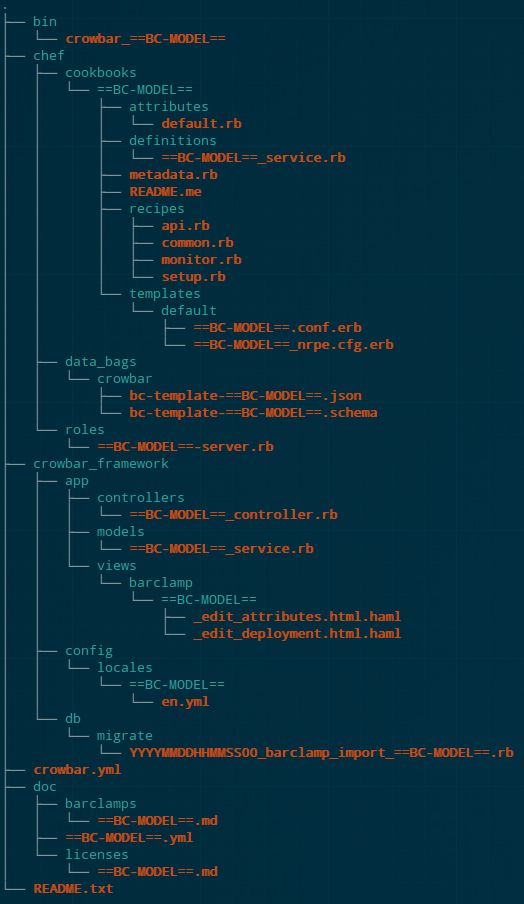 .
├── bin
│   └── crowbar_==BC-MODEL==
├── chef
│   ├── cookbooks
│   │   └── ==BC-MODEL==
│   │       ├── attributes
│   │       │   └── default.rb
│   │       ├── definitions
│   │       │   └── ==BC-MODEL==_service.rb
│   │       ├── metadata.rb
│   │       ├── README.me
│   │       ├── recipes
│   │       │   ├── api.rb
│   │       │   ├── common.rb
│   │       │   ├── monitor.rb
│   │       │   └── setup.rb
│   │       └── templates
│   │           └── default
│   │               ├── ==BC-MODEL==.conf.erb
│   │               └── ==BC-MODEL==_nrpe.cfg.erb
│   ├── data_bags
│   │   └── crowbar
│   │       ├── bc-template-==BC-MODEL==.json
│   │       └── bc-template-==BC-MODEL==.schema
│   └── roles
│       └── ==BC-MODEL==-server.rb
├── crowbar_framework
│   ├── app
│   │   ├── controllers
│   │   │   └── ==BC-MODEL==_controller.rb
│   │   ├── models
│   │   │   └── ==BC-MODEL==_service.rb
│   │   └── views
│   │       └── barclamp
│   │           └── ==BC-MODEL==
│   │               ├── _edit_attributes.html.haml
│   │               └── _edit_deployment.html.haml
│   ├── config
│   │   └── locales
│   │       └── ==BC-MODEL==
│   │           └── en.yml
│   └── db
│       └── migrate
│           └── YYYYMMDDHHMMSS00_barclamp_import_==BC-MODEL==.rb
├── crowbar.yml
├── doc
│   ├── barclamps
│   │   └── ==BC-MODEL==.md
│   ├── ==BC-MODEL==.yml
│   └── licenses
│       └── ==BC-MODEL==.md
└── README.txt